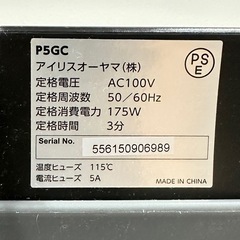 P5GC
アイリスオーヤマ(株)
定格電圧 AC100V
定格周波数 50/60Hz
定格消費電力 175W
定格時間 3分
Serial No. 556150906989
温度ヒューズ 115℃
電流ヒューズ 5A
MADE IN CHINA
PS
E